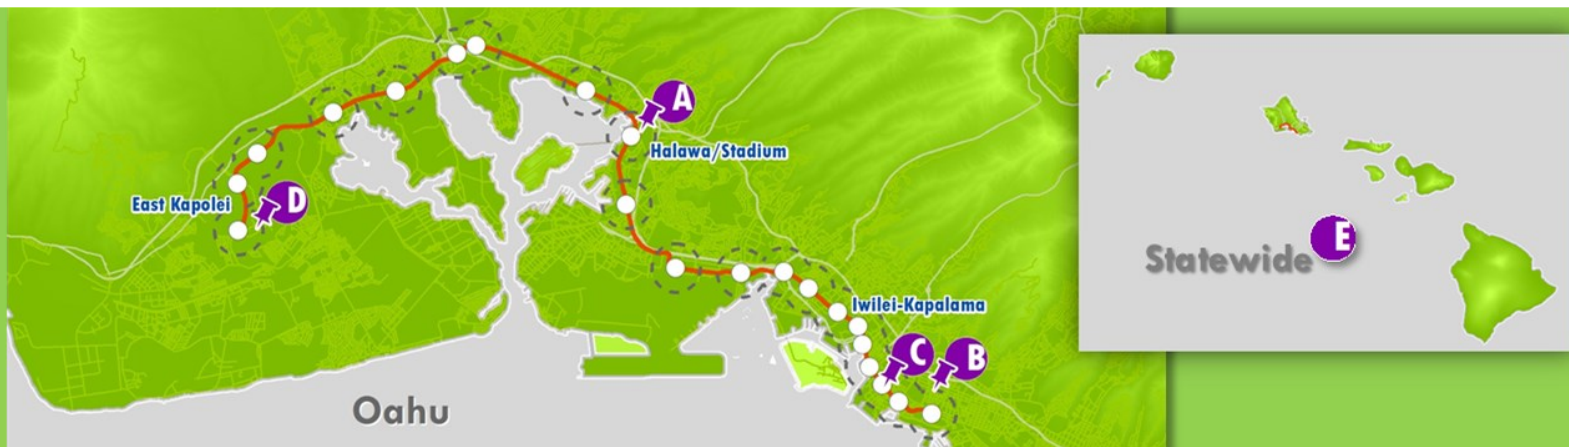 A
Halawa/Stadium
East Kapolei
D
Iwilei-Kapalama
C
B
Oahu
Statewide
E